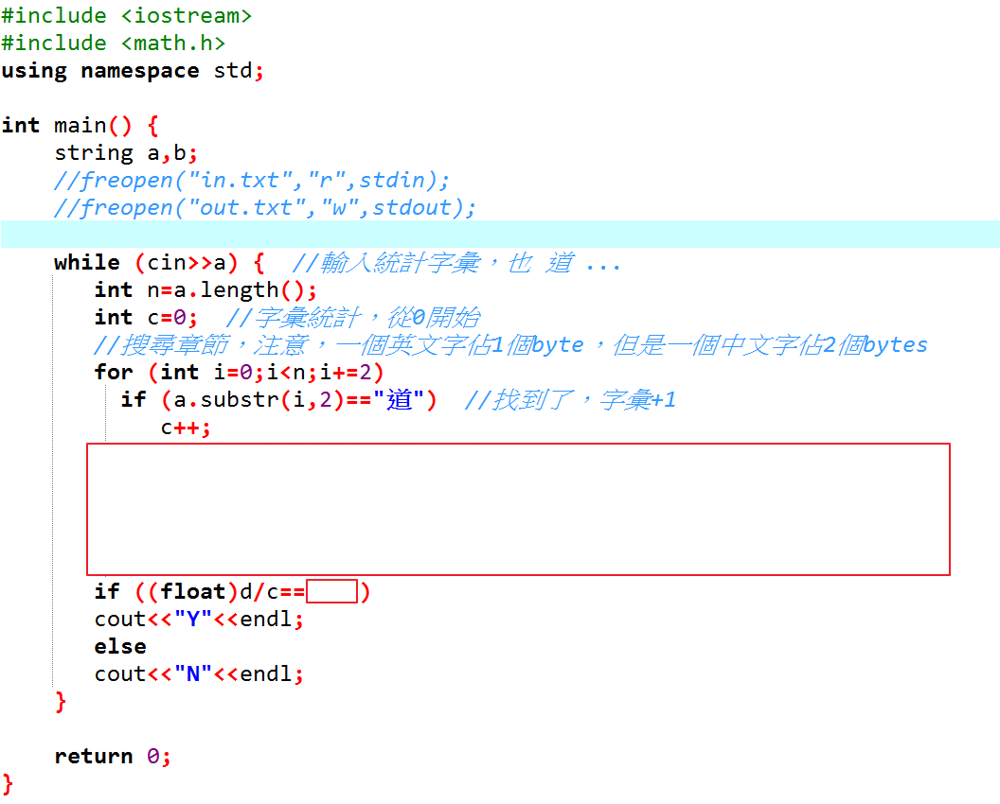 #include <iostream>
#include <math.h>
using namespace std;
int main() {
string a,b;
//freopen("in.txt","r",stdin);
//freopen("out.txt","w",stdout);
while (cin>>a) { //輸入統計字彙，也 道 ...
int n=a.length();
int c=0; //字彙統計，從0開始
//搜尋章節，注意，一個英文字佔1個byte，但是一個中文字佔2個bytes
for (int i=0;i<n;i+=2)
if (a.substr(i,2)=="道") //找到了，字彙+1
c++;
if ((float)d/c== )
cout<<"Y"<<endl;
else
cout<<"N"<<endl;
}
return 0;
}